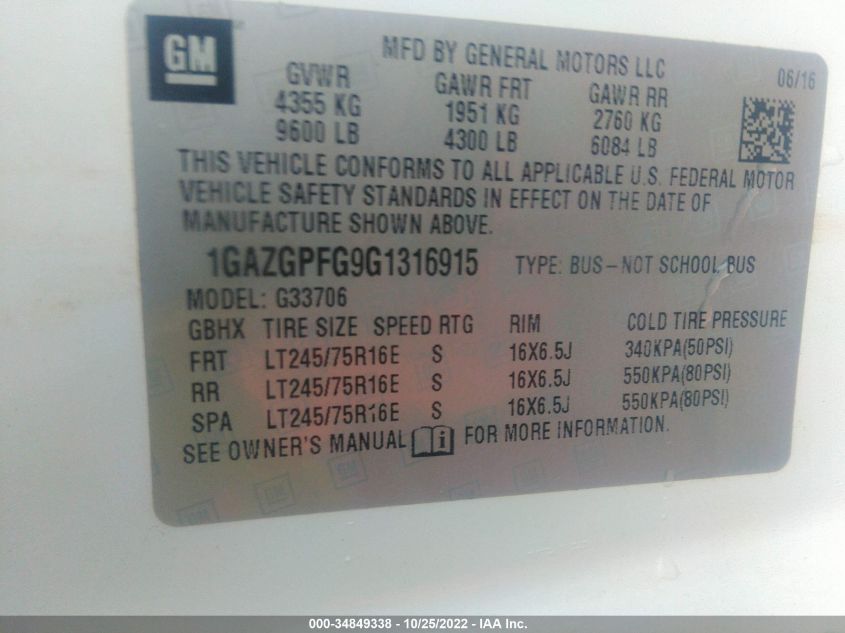 GM
MFD BY GENERAL MOTORS LLC
06/16
GVWR GAWR FRT GAWR RR
4355 KG 1951 KG 2760 KG
9600 LB 4300 LB 6084 LB
THIS VEHICLE CONFORMS TO ALL APPLICABLE U.S. FEDERAL MOTOR
VEHICLE SAFETY STANDARDS IN EFFECT ON THE DATE OF
MANUFACTURE SHOWN ABOVE.
1GAZGPFG9G1316915 TYPE: BUS-NOT SCHOOL BUS
MODEL: G33706
GBHX TIRE SIZE SPEED RTG RIM COLD TIRE PRESSURE
FRT LT245/75R16E S 16X6.5J 340KPA(50PSI)
RR LT245/75R16E S 16X6.5J 550KPA(80PSI)
SPA LT245/75R16E S 16X6.5J 550KPA(80PSI)
SEE OWNER'S MANUAL FOR MORE INFORMATION.
000-34849338 - 10/25/2022 - IAA Inc.